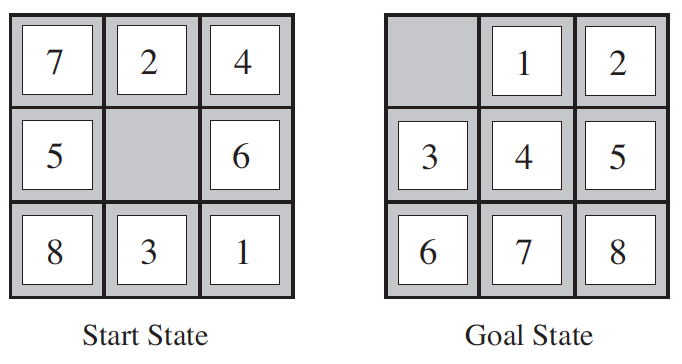 7 2 4
5 6
8 3 1
Start State
1 2
3 4 5
6 7 8
Goal State